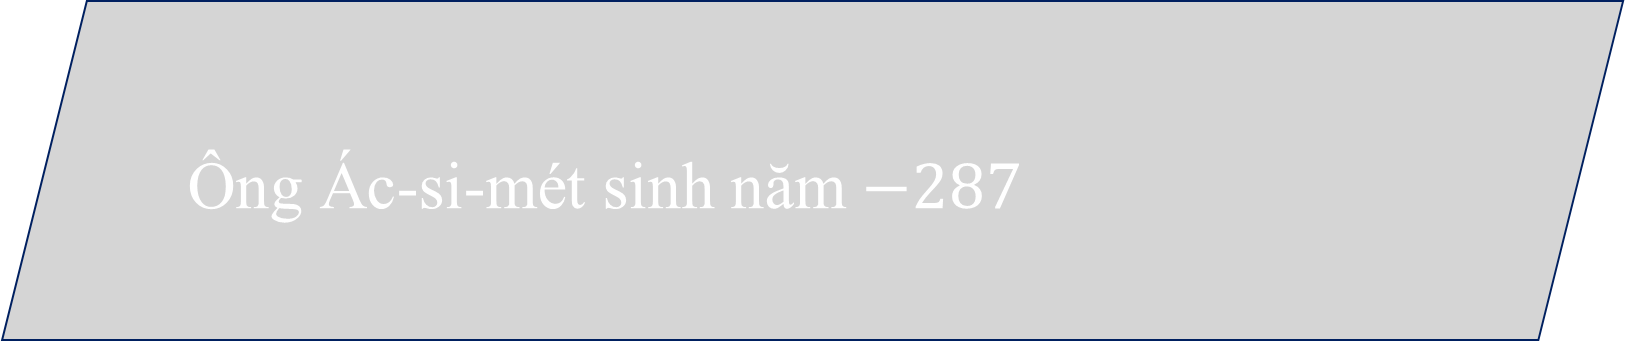 Ông Ác-si-mét sinh năm −287